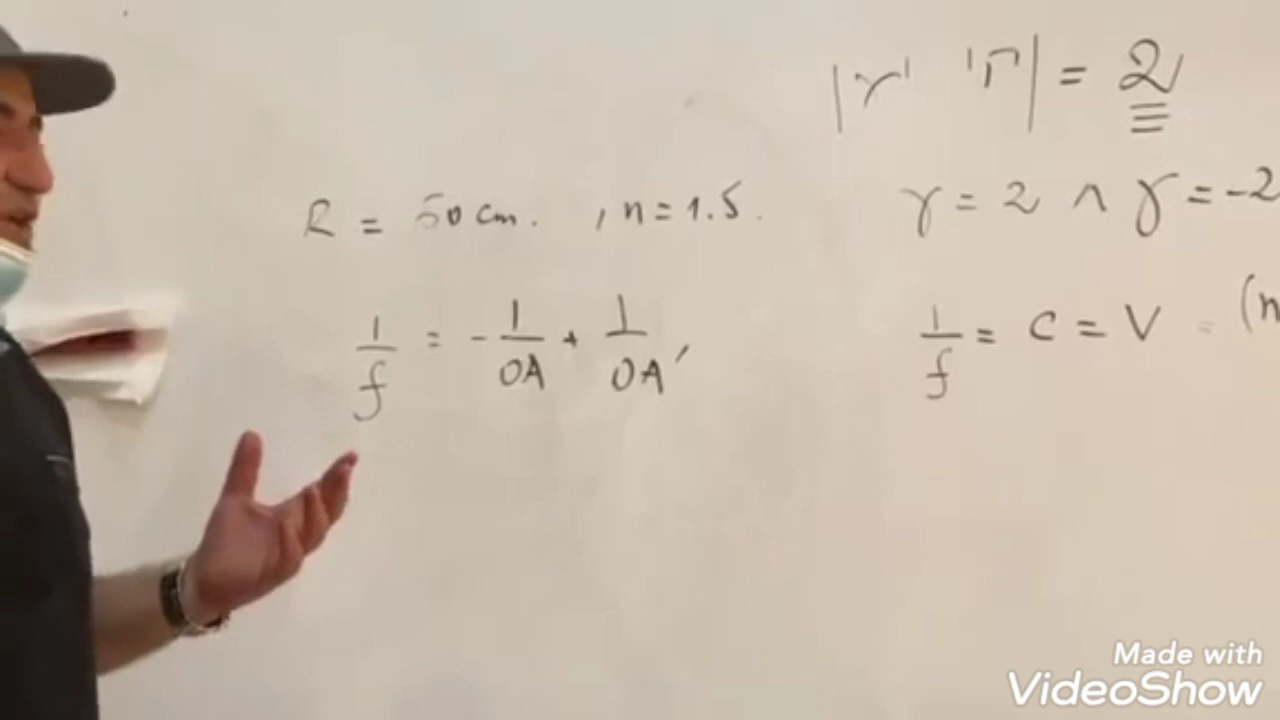 |γ' 'Γ| = 2
R = 50 cm. , n = 1.5.
γ = 2 ∧ γ = -2
1/f = - 1/OA + 1/OA'
1/f = C = V = (n
Made with
VideoShow